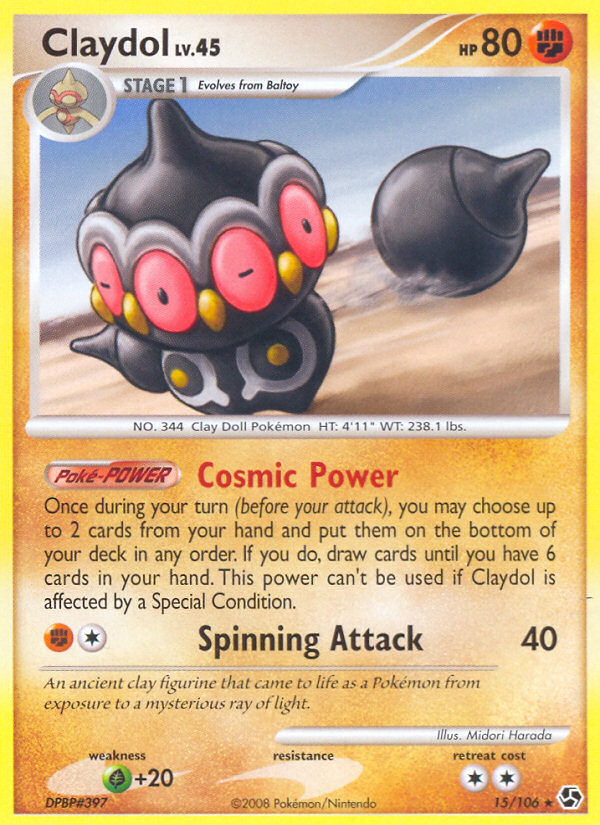 Claydol LV.45
HP 80
STAGE 1 Evolves from Baltoy
NO. 344 Clay Doll Pokémon HT: 4'11" WT: 238.1 lbs.
Poké-POWER Cosmic Power
Once during your turn (before your attack), you may choose up
to 2 cards from your hand and put them on the bottom of
your deck in any order. If you do, draw cards until you have 6
cards in your hand. This power can't be used if Claydol is
affected by a Special Condition.
Spinning Attack 40
An ancient clay figurine that came to life as a Pokémon from
exposure to a mysterious ray of light.
Illus. Midori Harada
weakness resistance retreat cost
+20
DPBP#397 ©2008 Pokémon/Nintendo 15/106 ★